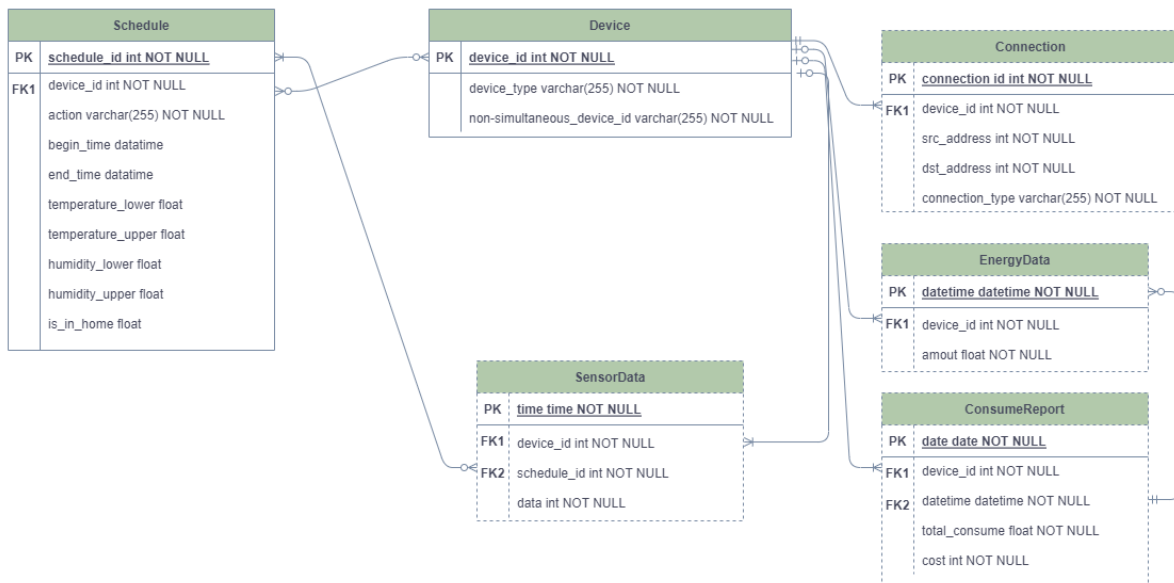 Schedule
PK schedule_id int NOT NULL
FK1 device_id int NOT NULL
action varchar(255) NOT NULL
begin_time datatime
end_time datatime
temperature_lower float
temperature_upper float
humidity_lower float
humidity_upper float
is_in_home float
Device
PK device_id int NOT NULL
device_type varchar(255) NOT NULL
non-simultaneous_device_id varchar(255) NOT NULL
Connection
PK connection id int NOT NULL
FK1 device_id int NOT NULL
src_address int NOT NULL
dst_address int NOT NULL
connection_type varchar(255) NOT NULL
EnergyData
PK datetime datetime NOT NULL
FK1 device_id int NOT NULL
amout float NOT NULL
SensorData
PK time time NOT NULL
FK1 device_id int NOT NULL
FK2 schedule_id int NOT NULL
data int NOT NULL
ConsumeReport
PK date date NOT NULL
FK1 device_id int NOT NULL
FK2 datetime datetime NOT NULL
total_consume float NOT NULL
cost int NOT NULL